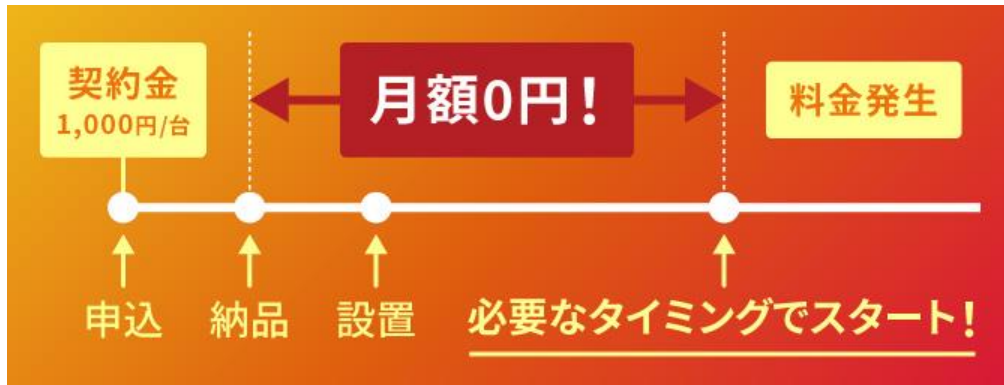 契約金
1,000円/台
月額0円！
料金発生
申込
納品
設置
必要なタイミングでスタート！